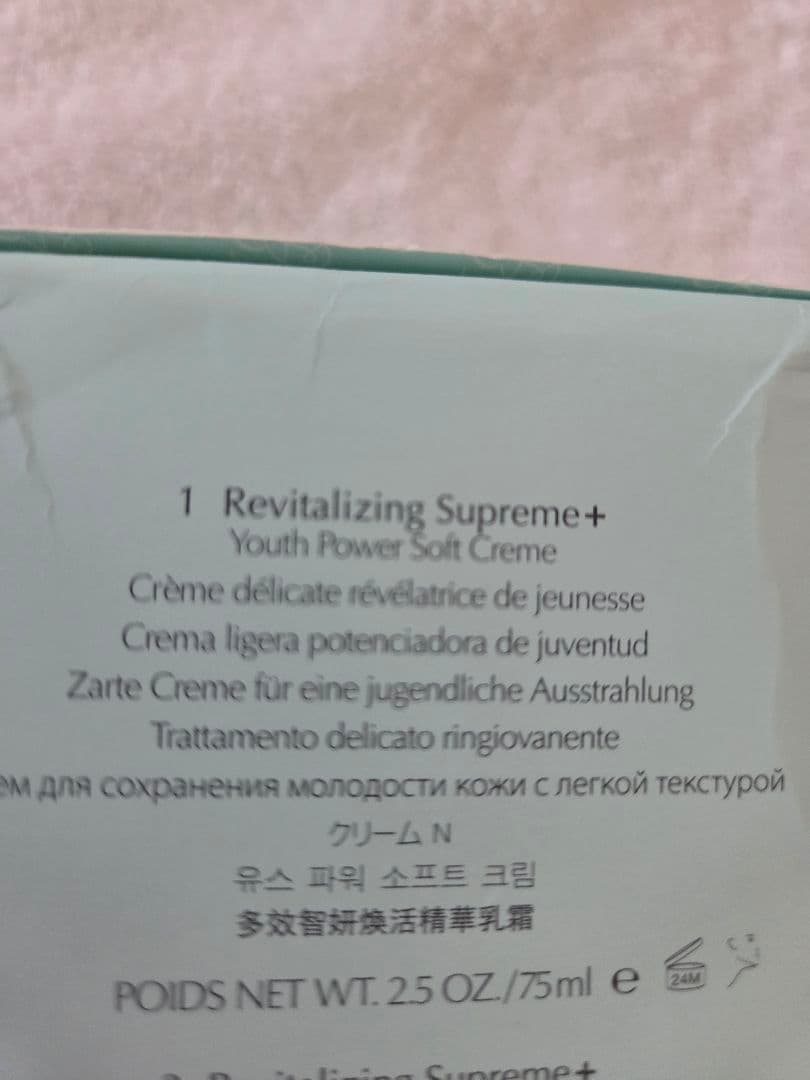 1 Revitalizing Supreme+
Youth Power Soft Creme
Crème délicate révélatrice de jeunesse
Crema ligera potenciadora de juventud
Zarte Creme für eine jugendliche Ausstrahlung
Trattamento delicato ringiovanente
для сохранения молодости кожи с легкой текстурой
クリーム N
유스 파워 소프트 크림
多效智妍煥活精華乳霜
POIDS NET WT. 2.5 OZ./75ml e 24M
Revitalizing Supreme+